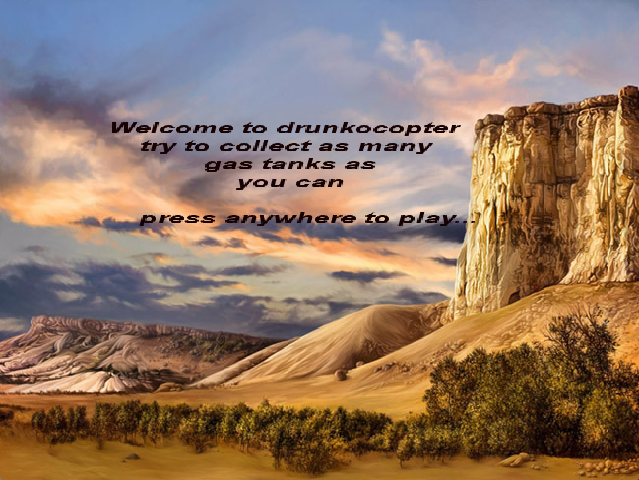 Welcome to drunkocopter
try to collect as many
gas tanks as
you can
press anywhere to play...